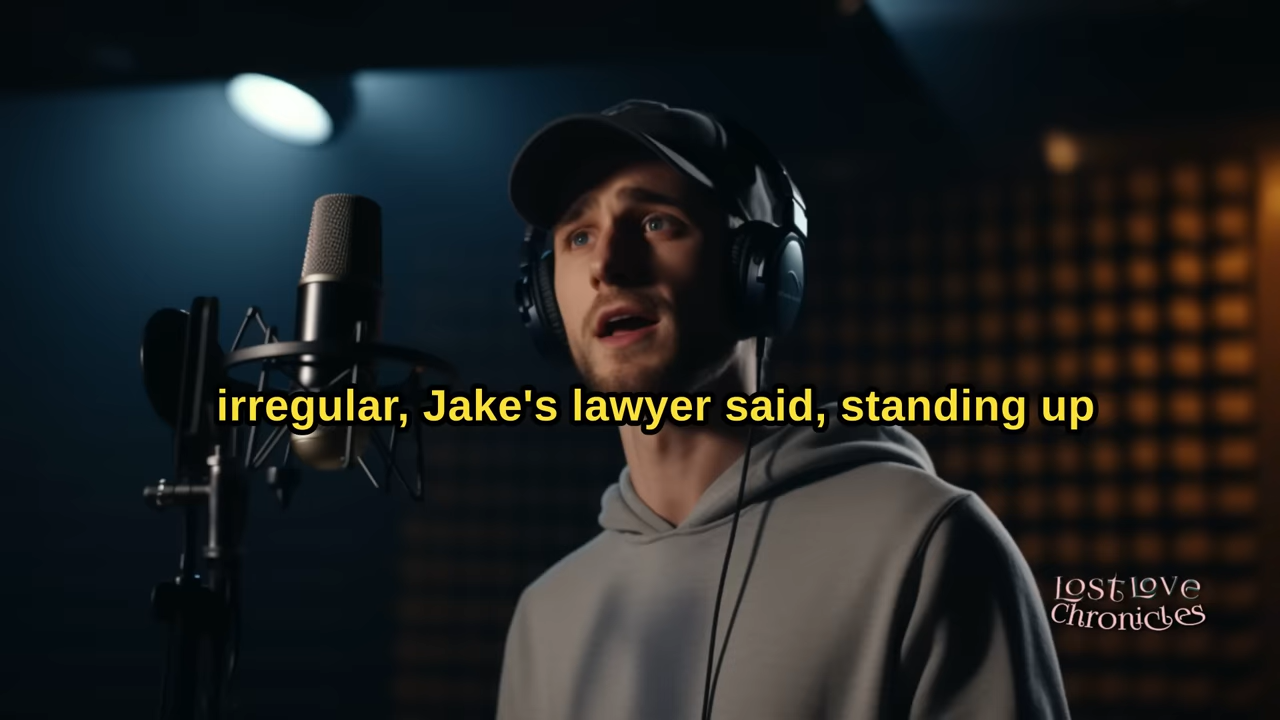 irregular, Jake's lawyer said, standing up
Lost Love
Chronicles